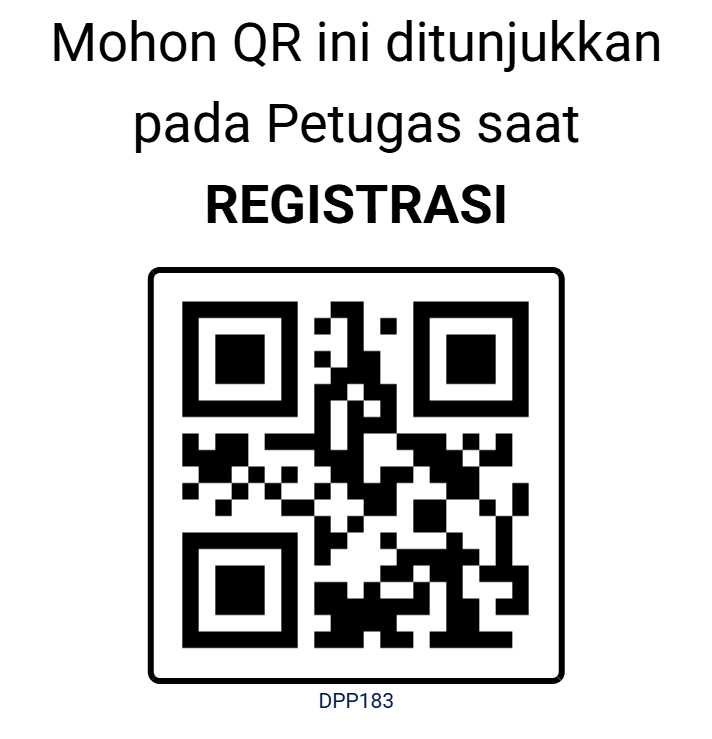 Mohon QR ini ditunjukkan
pada Petugas saat
REGISTRASI
DPP183